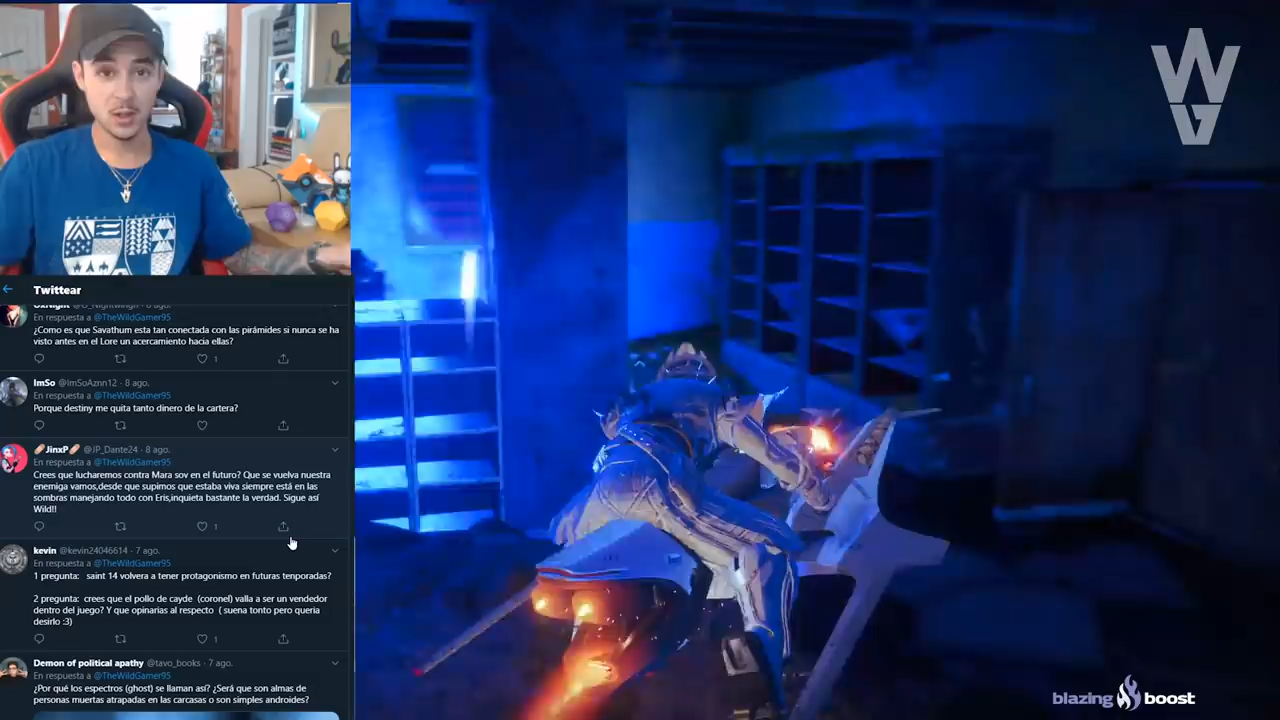 Twittear
@G_Nightwingh · 8 ago.
En respuesta a @TheWildGamer95
¿Como es que Savathum esta tan conectada con las pirámides si nunca se ha
visto antes en el Lore un acercamiento hacia ellas?
1
ImSo @ImSoAznn12 · 8 ago.
En respuesta a @TheWildGamer95
Porque destiny me quita tanto dinero de la cartera?
JinxP @JP_Dante24 · 8 ago.
En respuesta a @TheWildGamer95
Crees que lucharemos contra Mara sov en el futuro? Que se vuelva nuestra
enemiga vamos,desde que supimos que estaba viva siempre está en las
sombras manejando todo con Eris,inquieta bastante la verdad. Sigue así
Wild!!
1
kevin @kevin24046614 · 7 ago.
En respuesta a @TheWildGamer95
1 pregunta: saint 14 volvera a tener protagonismo en futuras tenporadas?
2 pregunta: crees que el pollo de cayde (coronel) valla a ser un vendedor
dentro del juego? Y que opinarias al respecto ( suena tonto pero queria
desirlo :3)
1
Demon of political apathy @tavo_books · 7 ago.
En respuesta a @TheWildGamer95
¿Por qué los espectros (ghost) se llaman así? ¿Será que son almas de
personas muertas atrapadas en las carcasas o son simples androides?
WG
blazing boost